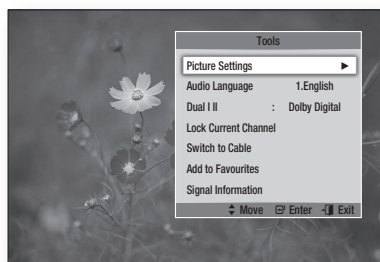 Tools
Picture Settings ►
Audio Language 1.English
Dual I II : Dolby Digital
Lock Current Channel
Switch to Cable
Add to Favourites
Signal Information
Move Enter Exit